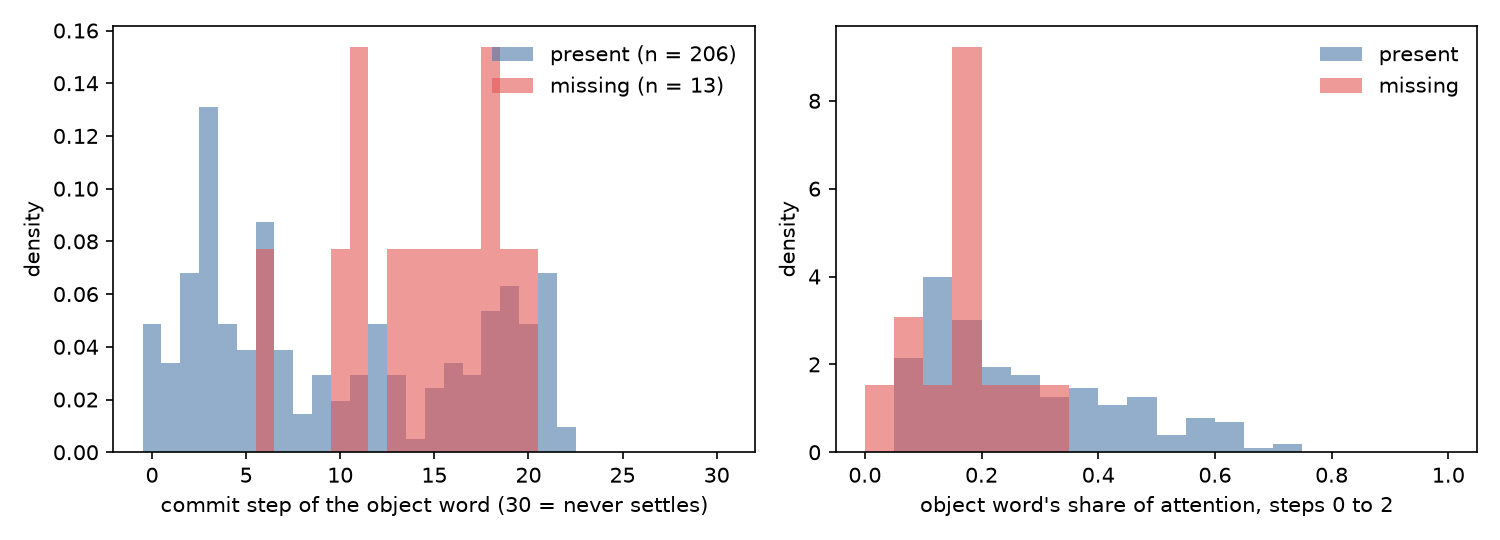 present (n = 206)
missing (n = 13)
density
0.16
0.14
0.12
0.10
0.08
0.06
0.04
0.02
0.00
0 5 10 15 20 25 30
commit step of the object word (30 = never settles)
present
missing
density
8
6
4
2
0
0.0 0.2 0.4 0.6 0.8 1.0
object word's share of attention, steps 0 to 2